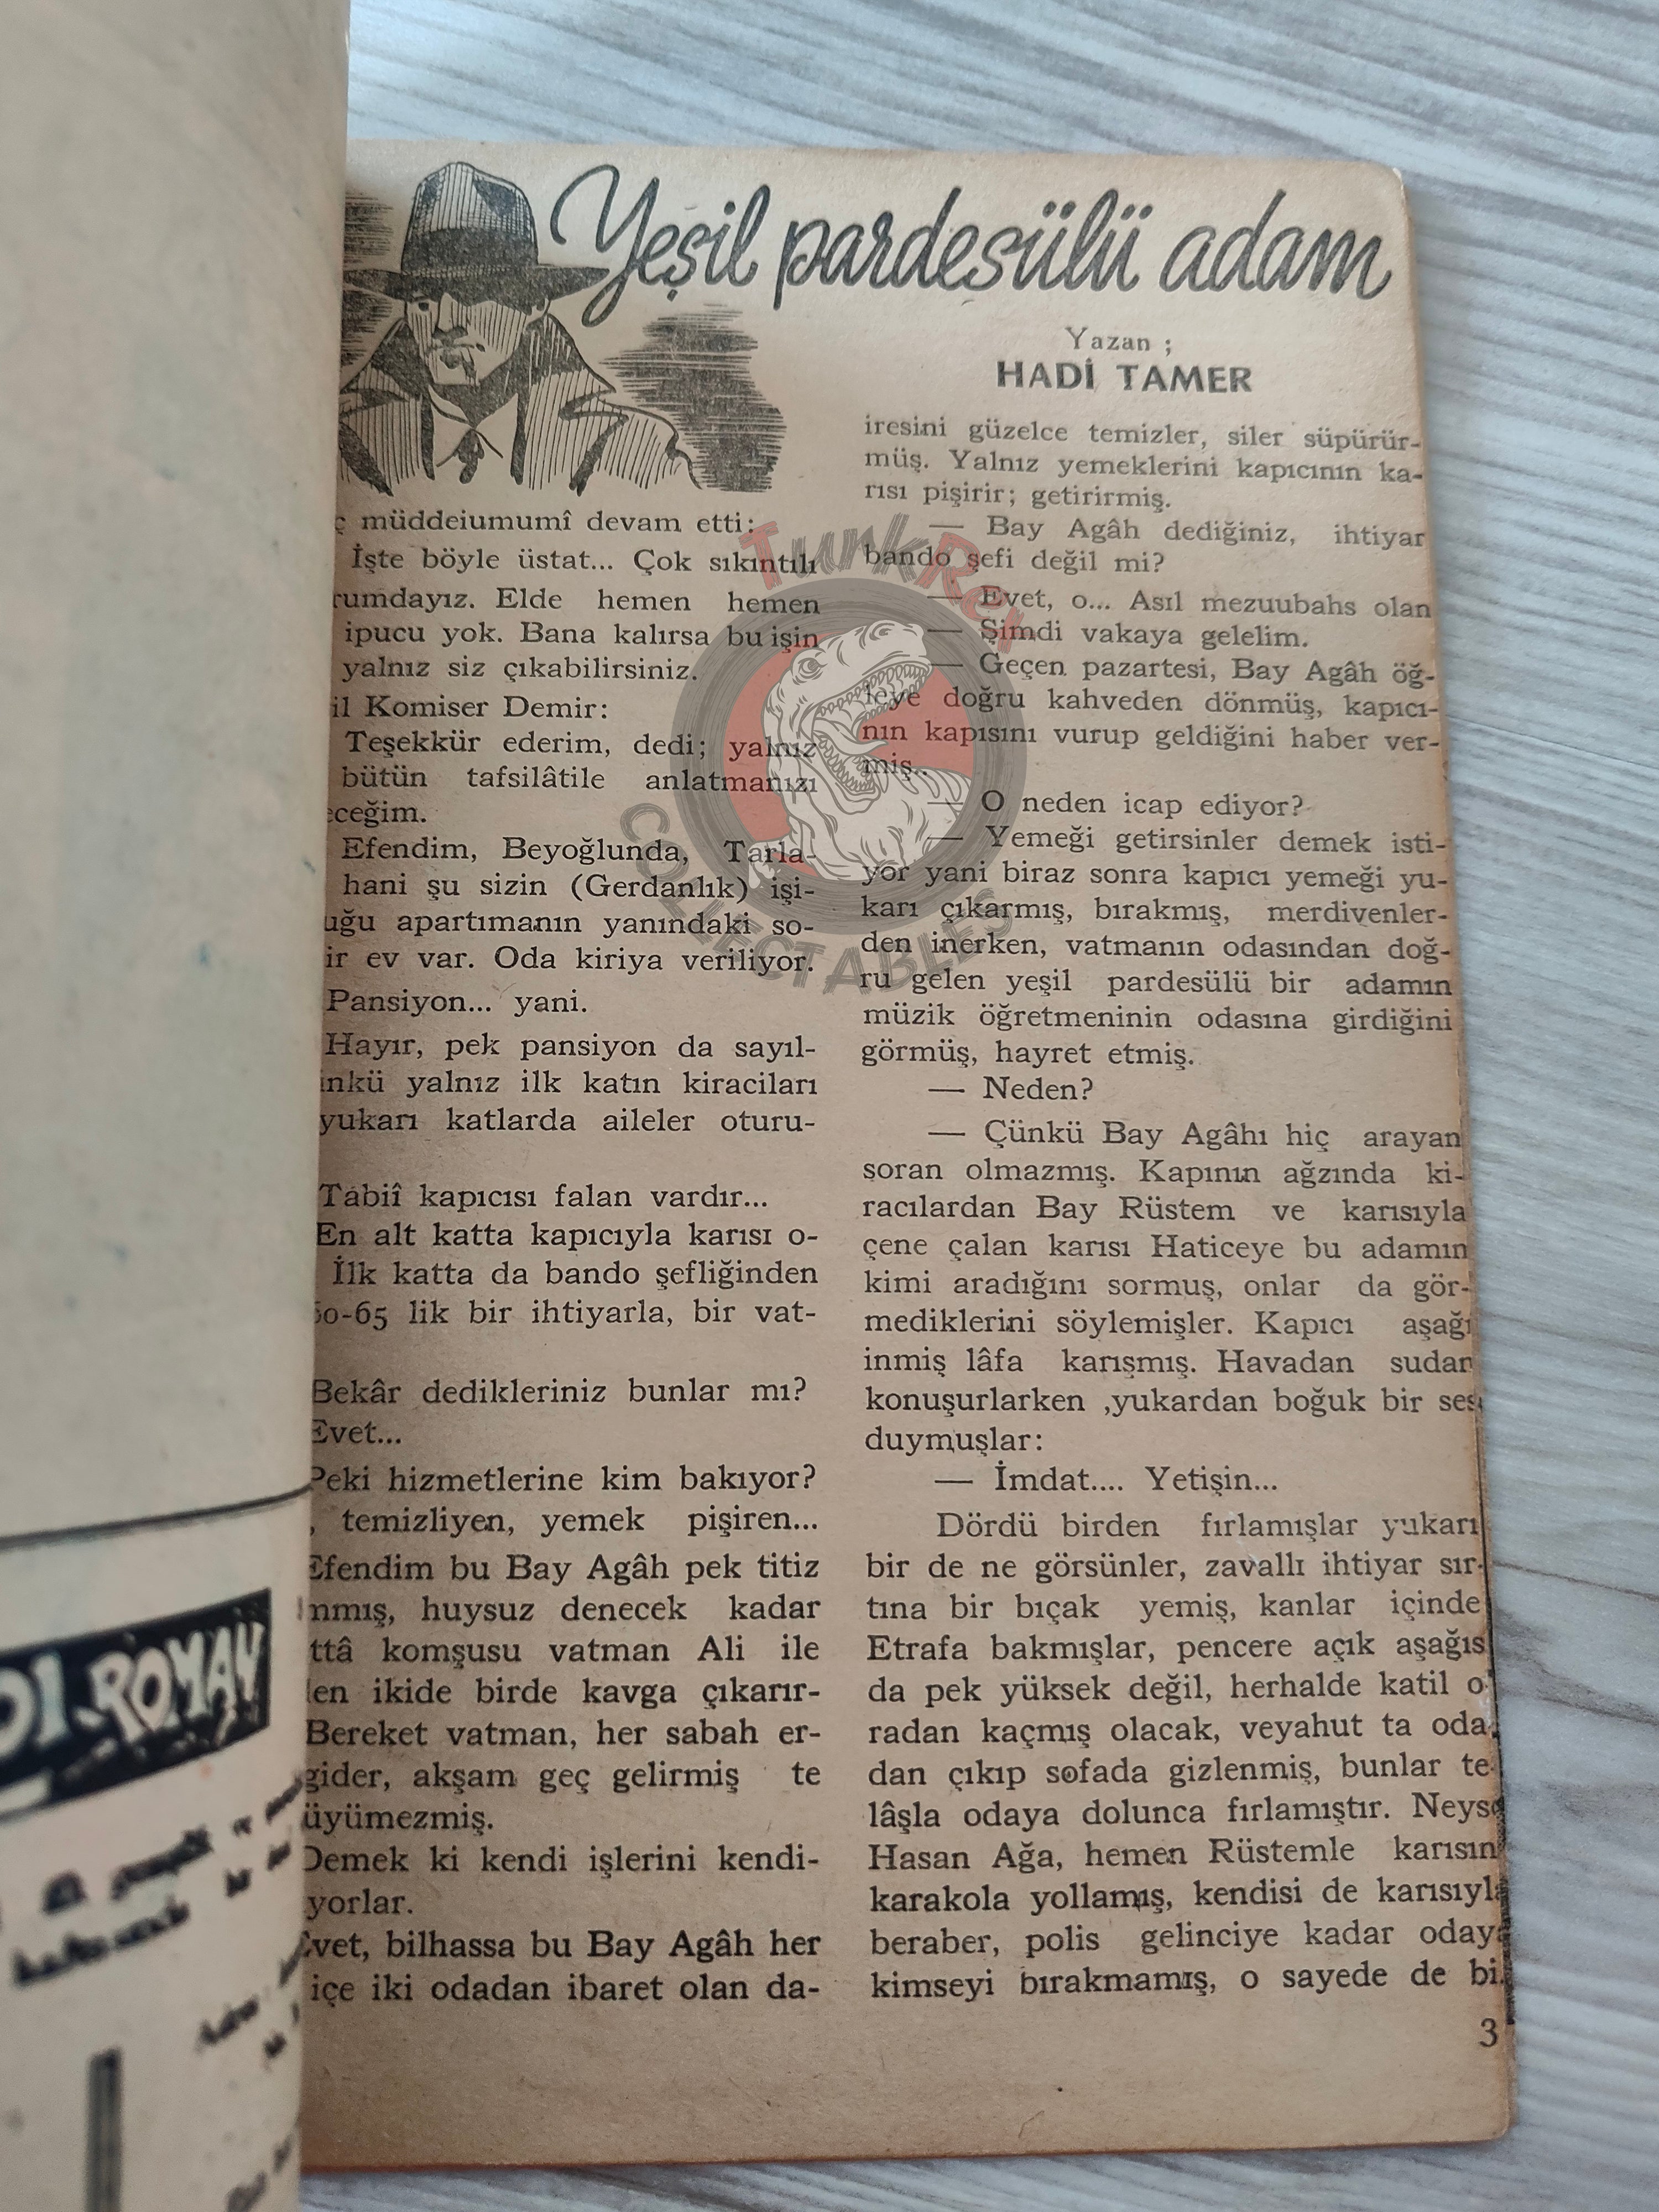 Yeşil pardesülü adam
Yazan ;
HADİ TAMER
müddeiumumî devam etti:
İşte böyle üstat... Çok sıkıntılı
rumdayız. Elde hemen hemen
ipucu yok. Bana kalırsa bu işin
yalnız siz çıkabilirsiniz.
il Komiser Demir:
Teşekkür ederim, dedi; yalnız
bütün tafsilâtile anlatmanızı
eceğim.
Efendim, Beyoğlunda, Tarla-
hani şu sizin (Gerdanlık) işi-
uğu apartımanın yanındaki so-
ir ev var. Oda kiriya veriliyor.
Pansiyon... yani.
Hayır, pek pansiyon da sayıl-
inkü yalnız ilk katın kiraciları
yukarı katlarda aileler oturu-
Tabiî kapıcısı falan vardır...
En alt katta kapıcıyla karısı o-
İlk katta da bando şefliğinden
60-65 lik bir ihtiyarla, bir vat-
Bekâr dedikleriniz bunlar mı?
Evet...
Peki hizmetlerine kim bakıyor?
, temizliyen, yemek pişiren...
Efendim bu Bay Agâh pek titiz
nmış, huysuz denecek kadar
ttâ komşusu vatman Ali ile
en ikide birde kavga çıkarır-
Bereket vatman, her sabah er-
gider, akşam geç gelirmiş te
üyümezmiş.
Demek ki kendi işlerini kendi-
yorlar.
Evet, bilhassa bu Bay Agâh her
içe iki odadan ibaret olan da-
iresini güzelce temizler, siler süpürür-
müş. Yalnız yemeklerini kapıcının ka-
rısı pişirir; getirirmiş.
— Bay Agâh dediğiniz, ihtiyar
bando şefi değil mi?
— Evet, o... Asıl mezuubahs olan
— Şimdi vakaya gelelim.
— Geçen pazartesi, Bay Agâh öğ-
leye doğru kahveden dönmüş, kapıcı-
nın kapısını vurup geldiğini haber ver-
miş..
— O neden icap ediyor?
— Yemeği getirsinler demek isti-
yor yani biraz sonra kapıcı yemeği yu-
karı çıkarmış, bırakmış, merdivenler-
den inerken, vatmanın odasından doğ-
ru gelen yeşil pardesülü bir adamın
müzik öğretmeninin odasına girdiğini
görmüş, hayret etmiş.
— Neden?
— Çünkü Bay Agâhı hiç arayan
soran olmazmış. Kapının ağzında ki-
racılardan Bay Rüstem ve karısıyla
çene çalan karısı Haticeye bu adamın
kimi aradığını sormuş, onlar da gör-
mediklerini söylemişler. Kapıcı aşağı
inmiş lâfa karışmış. Havadan sudan
konuşurlarken ,yukardan boğuk bir ses
duymuşlar:
— İmdat.... Yetişin...
Dördü birden fırlamışlar yukarı
bir de ne görsünler, zavallı ihtiyar sır-
tına bir bıçak yemiş, kanlar içinde
Etrafa bakmışlar, pencere açık aşağıs
da pek yüksek değil, herhalde katil o
radan kaçmış olacak, veyahut ta oda
dan çıkıp sofada gizlenmiş, bunlar te-
lâşla odaya dolunca fırlamıştır. Neyse
Hasan Ağa, hemen Rüstemle karısın
karakola yollamış, kendisi de karısıyla
beraber, polis gelinciye kadar odaya
kimseyi bırakmamış, o sayede de bi
3
TurkRex
COLLECTABLES